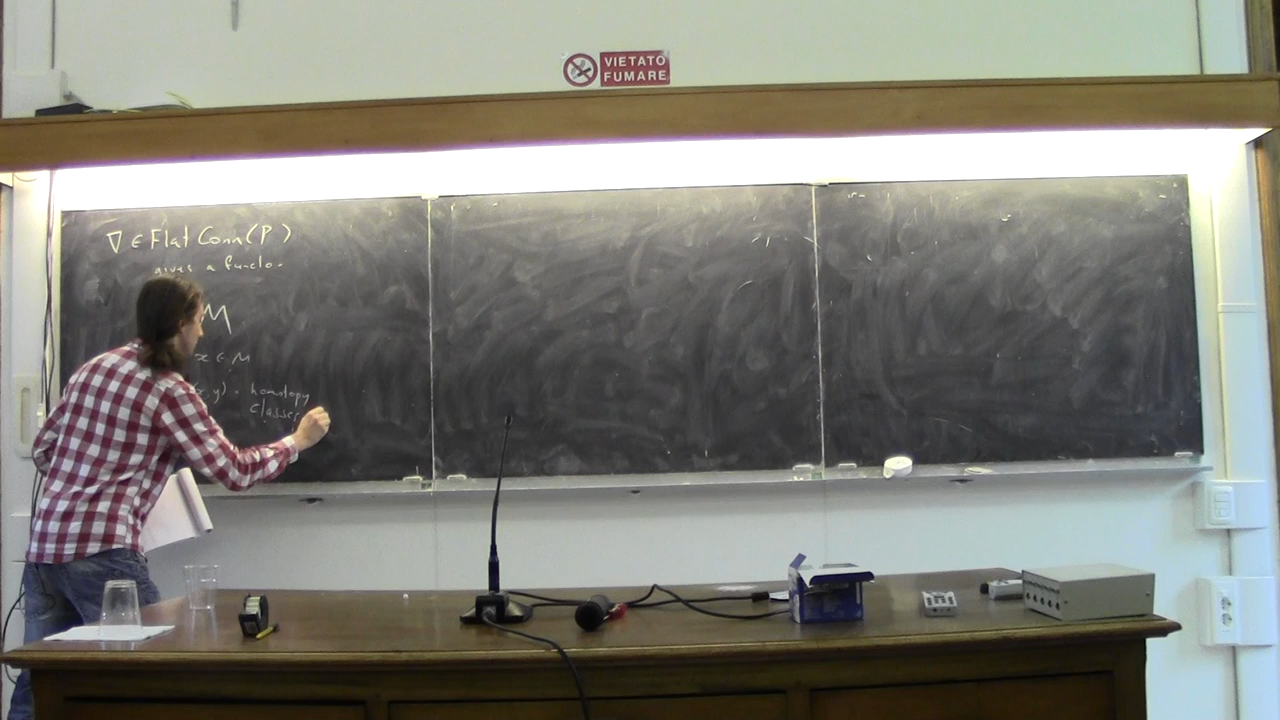 VIETATO
FUMARE
∇ ∈ Flat Conn(P)
gives a functo
M
x ∈ M
y) = homotopy
classes